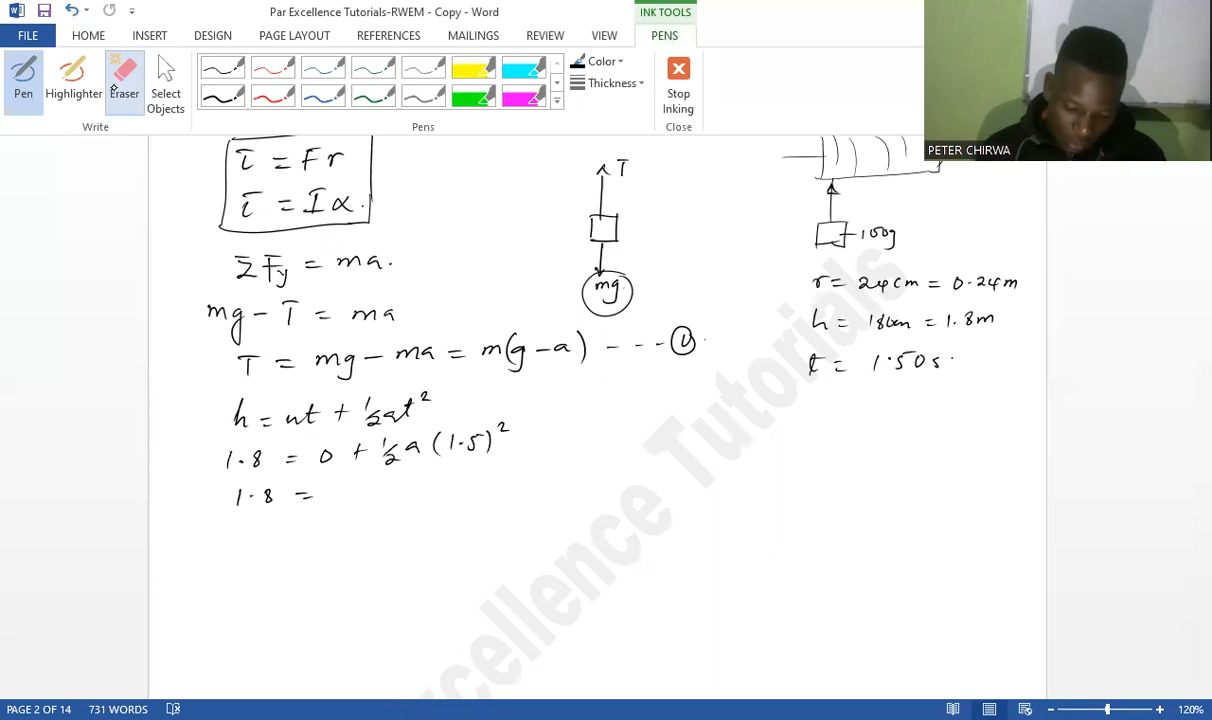 Par Excellence Tutorials-RWEM - Copy - Word
INK TOOLS
FILE HOME INSERT DESIGN PAGE LAYOUT REFERENCES MAILINGS REVIEW VIEW PENS
Pen
Highlighter
Eraser
Select Objects
Write
Pens
Color
Thickness
Stop Inking
Close
PETER CHIRWA
τ = Fr
τ = Iα.
ΣFy = ma.
mg - T = ma
T = mg - ma = m(g - a) - - - ①
h = ut + ½at²
1.8 = 0 + ½a(1.5)²
1.8 =
T
mg
100g
r = 24cm = 0.24m
h = 180cm = 1.8m
t = 1.50s.
Excellence Tutorials
PAGE 2 OF 14 731 WORDS
120%